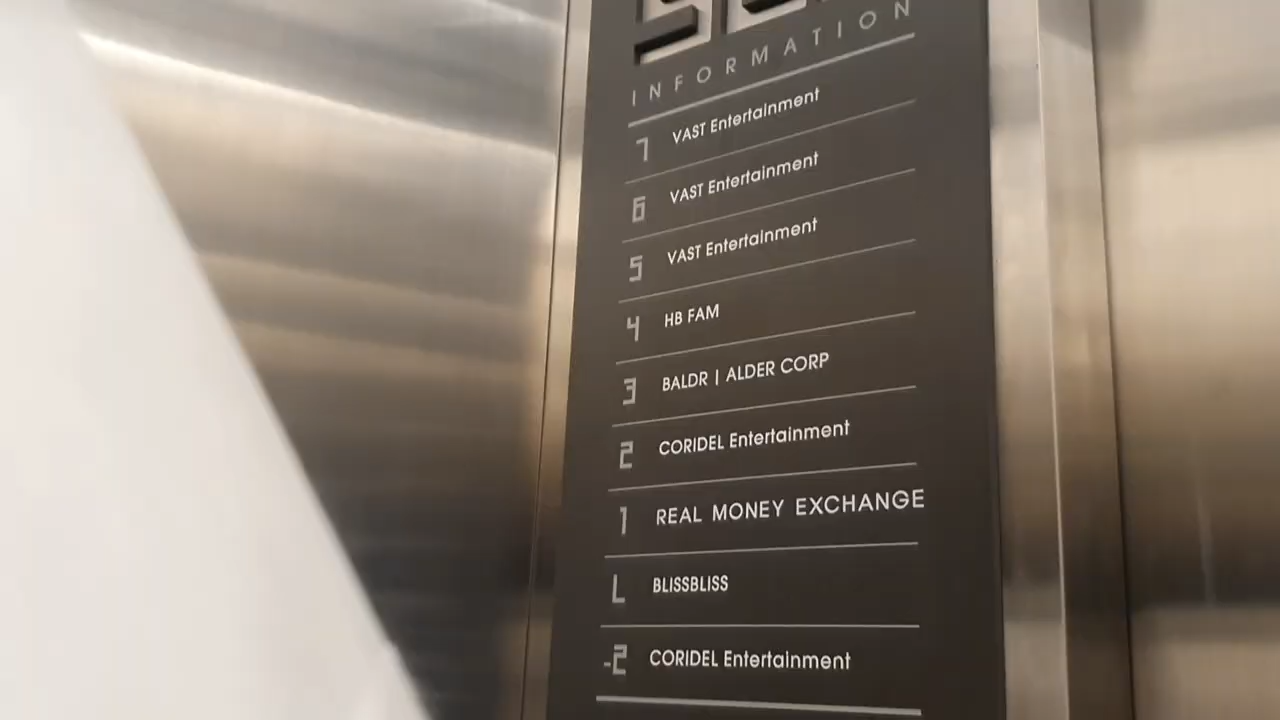 INFORMATION
7 VAST Entertainment
6 VAST Entertainment
5 VAST Entertainment
4 HB FAM
3 BALDR | ALDER CORP
2 CORIDEL Entertainment
1 REAL MONEY EXCHANGE
L BLISSBLISS
-2 CORIDEL Entertainment